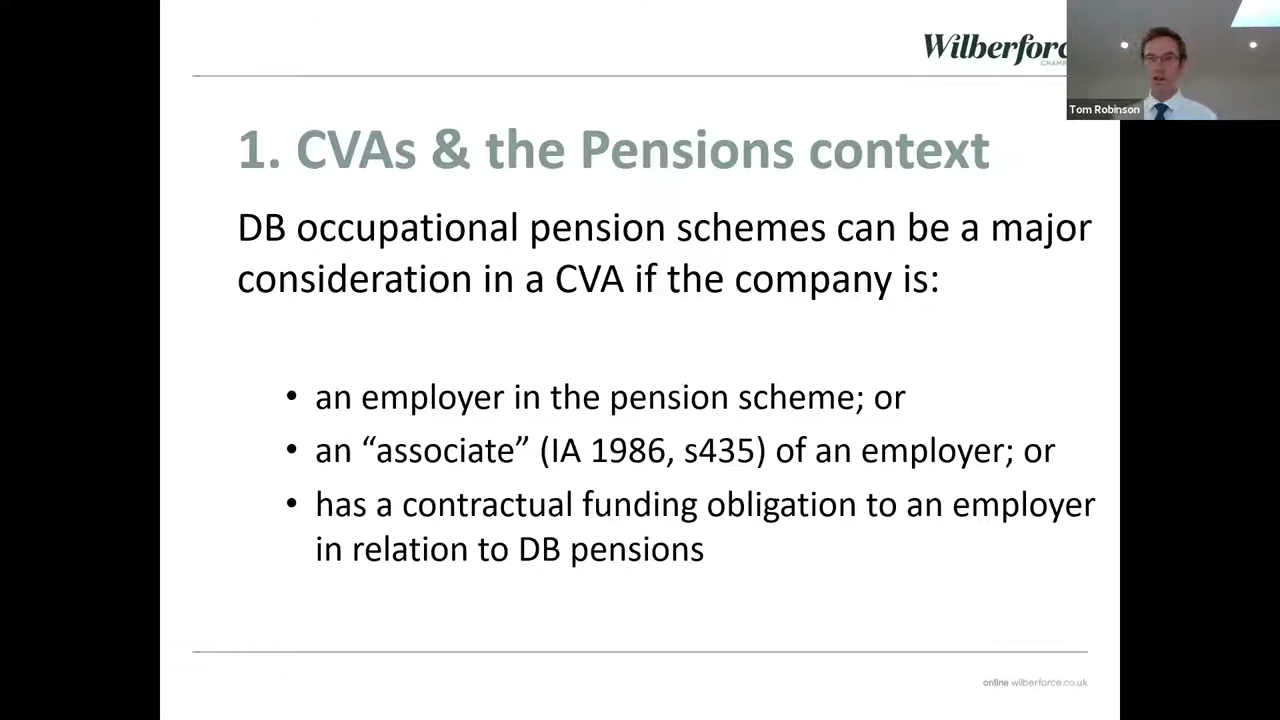 Wilberforc
CHAM
Tom Robinson
1. CVAs & the Pensions context
DB occupational pension schemes can be a major
consideration in a CVA if the company is:
• an employer in the pension scheme; or
• an “associate” (IA 1986, s435) of an employer; or
• has a contractual funding obligation to an employer
in relation to DB pensions
online.wilberforce.co.uk